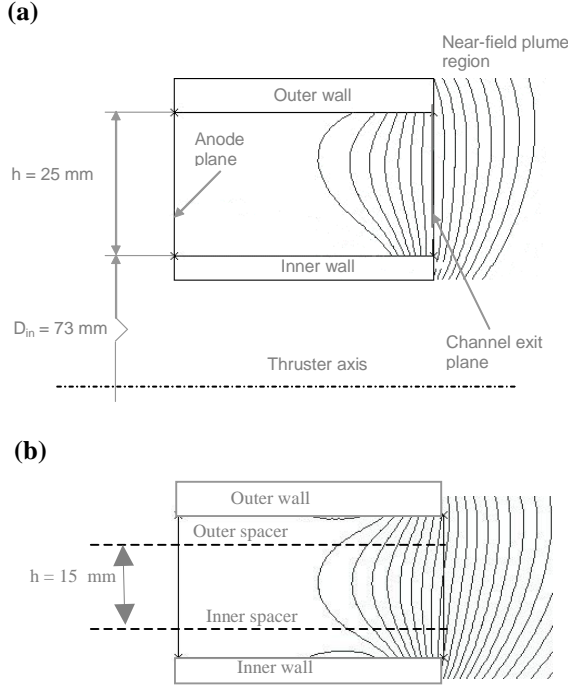 (a)
Near-field plume
region
Outer wall
Anode
plane
h = 25 mm
Inner wall
D_in = 73 mm
Channel exit
plane
Thruster axis
(b)
Outer wall
Outer spacer
h = 15 mm
Inner spacer
Inner wall